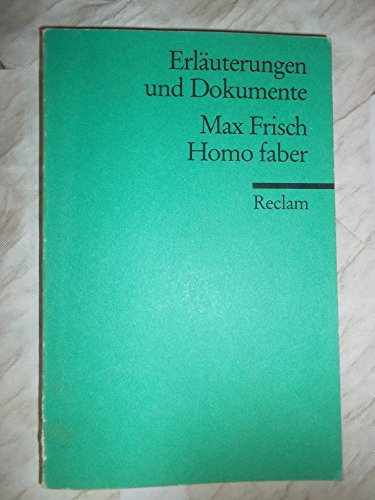 Erläuterungen
und Dokumente
Max Frisch
Homo faber
Reclam